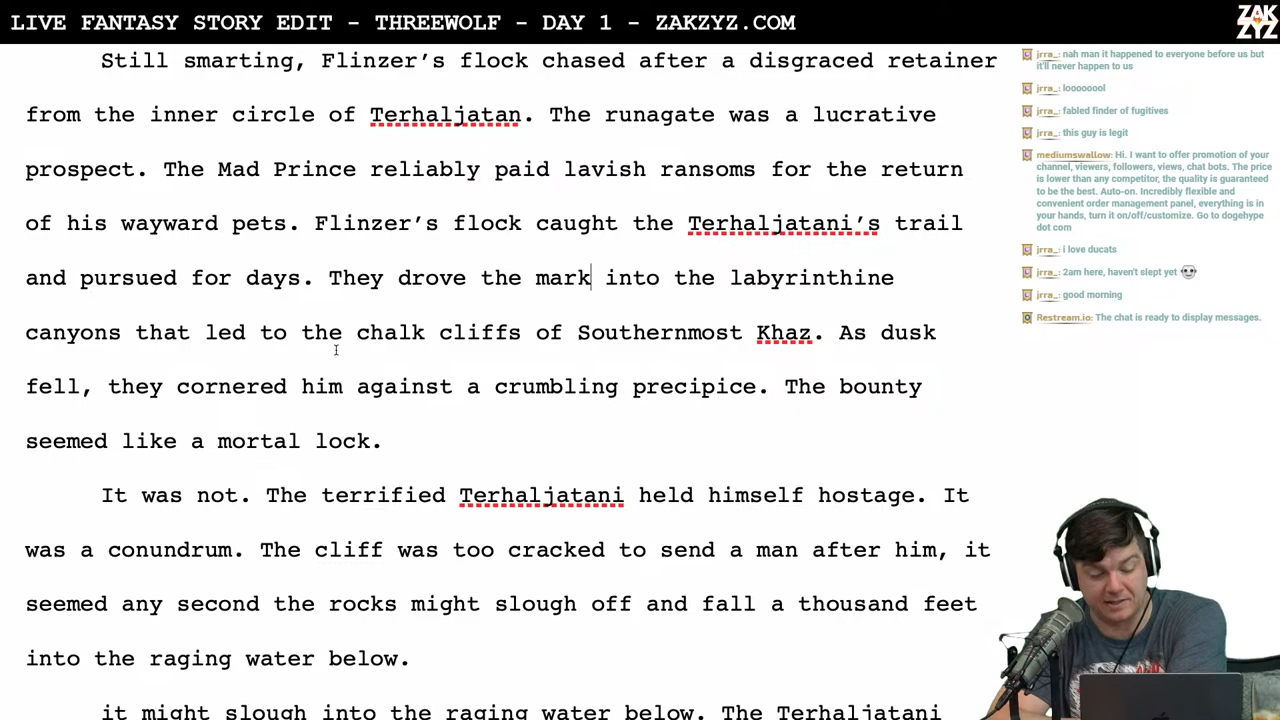 LIVE FANTASY STORY EDIT - THREEWOLF - DAY 1 - ZAKZYZ.COM
ZAK
ZYZ
Still smarting, Flinzer’s flock chased after a disgraced retainer
from the inner circle of Terhaljatan. The runagate was a lucrative
prospect. The Mad Prince reliably paid lavish ransoms for the return
of his wayward pets. Flinzer’s flock caught the Terhaljatani’s trail
and pursued for days. They drove the mark into the labyrinthine
canyons that led to the chalk cliffs of Southernmost Khaz. As dusk
fell, they cornered him against a crumbling precipice. The bounty
seemed like a mortal lock.
It was not. The terrified Terhaljatani held himself hostage. It
was a conundrum. The cliff was too cracked to send a man after him, it
seemed any second the rocks might slough off and fall a thousand feet
into the raging water below.
it might slough into the raging water below. The Terhaljatani
jrra_: nah man it happened to everyone before us but
it'll never happen to us
jrra_: looooool
jrra_: fabled finder of fugitives
jrra_: this guy is legit
mediumswallow: Hi. I want to offer promotion of your
channel, viewers, followers, views, chat bots. The price
is lower than any competitor, the quality is guaranteed
to be the best. Auto-on. Incredibly flexible and
convenient order management panel, everything is in
your hands, turn it on/off/customize. Go to dogehype
dot com
jrra_: i love ducats
jrra_: 2am here, haven't slept yet
jrra_: good morning
Restream.io: The chat is ready to display messages.